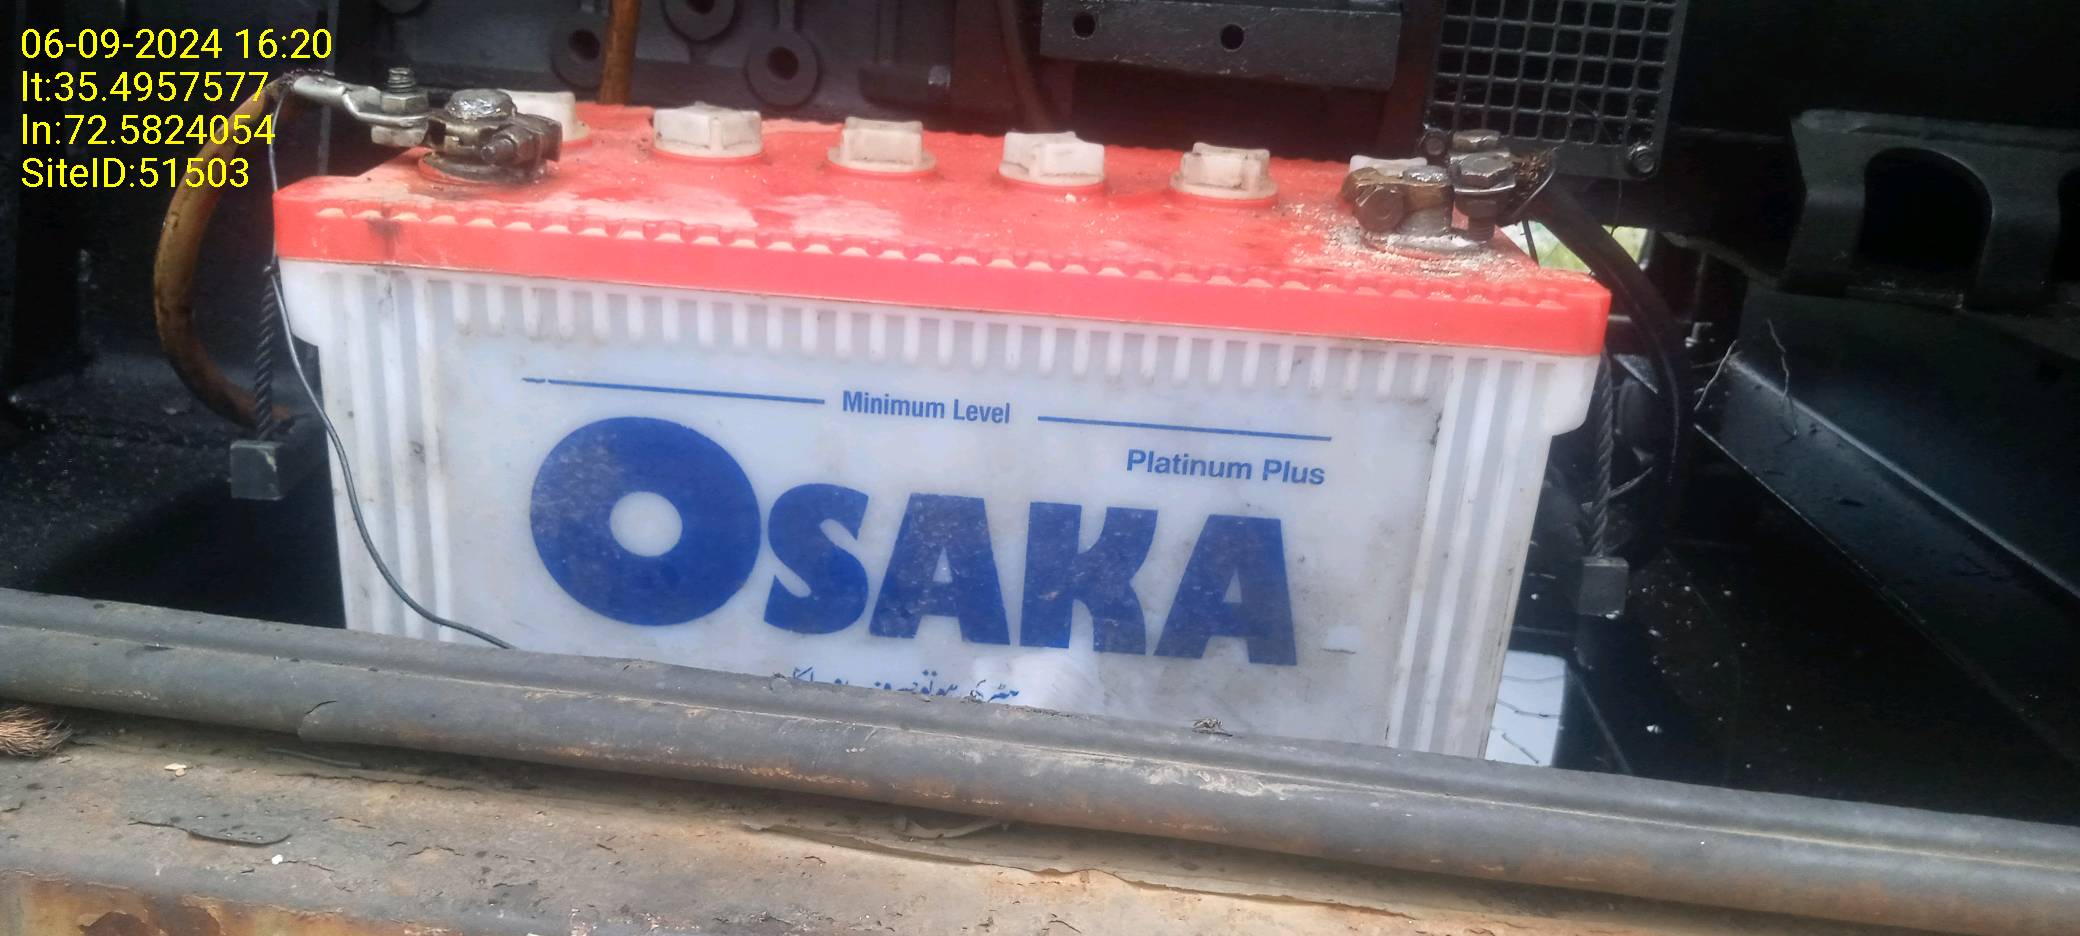 06-09-2024 16:20
lt:35.4957577
ln:72.5824054
SiteID:51503
Minimum Level
Platinum Plus
OSAKA